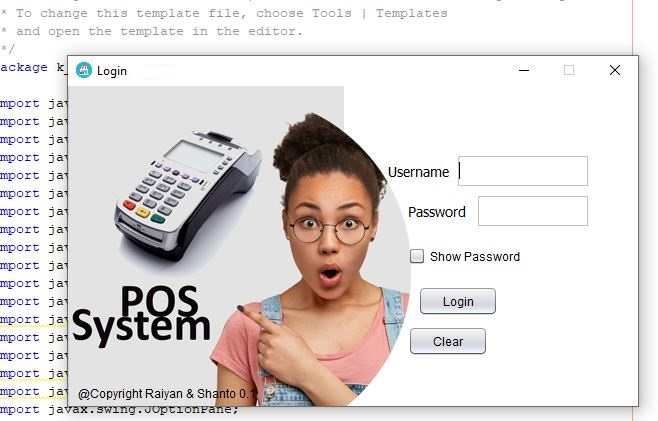 * To change this template file, choose Tools | Templates
* and open the template in the editor.
*/
ackage k_
Login
mport jav
mport jav
mport jav
mport jav
Username
mport jav
mport jav
Password
mport jav
mport jav
Show Password
mport jav
mport jav
POS
Login
mport jav
System
mport jav
Clear
mport jav
mport jav
mport jav
mport jav
@Copyright Raiyan & Shanto 0.1
mport javax.swing.JOptionPane;